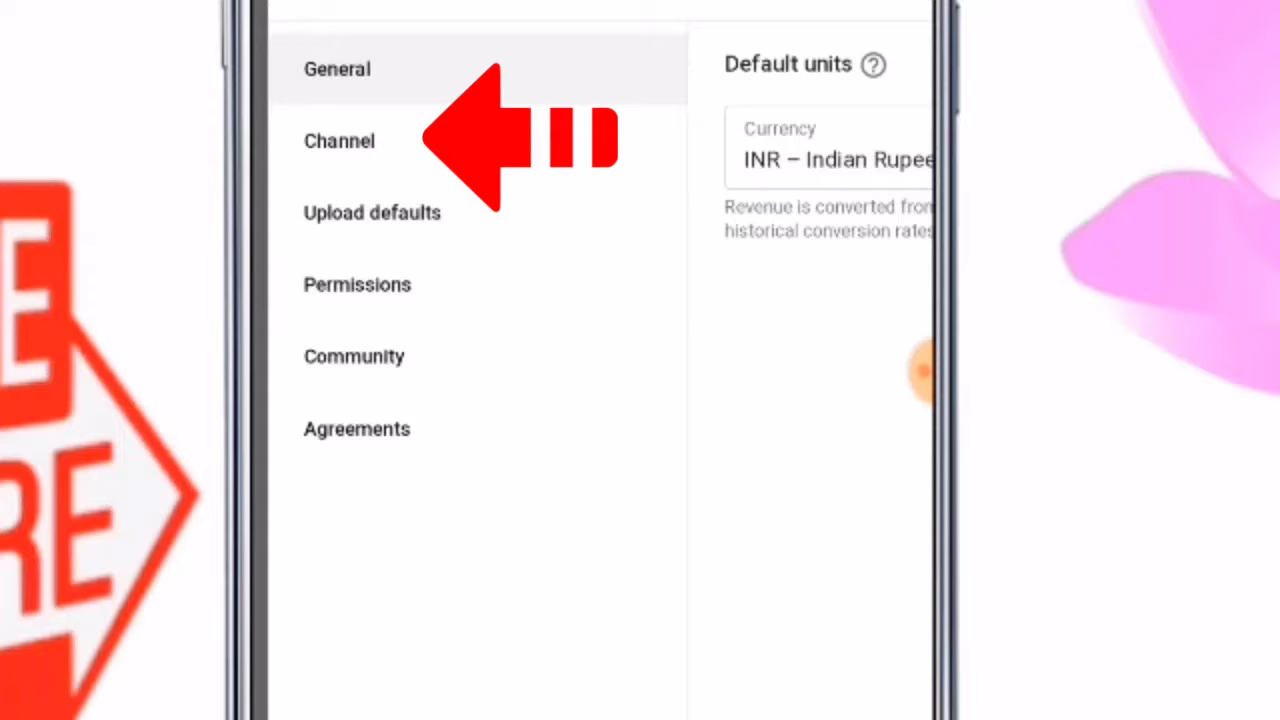 General
Channel
Upload defaults
Permissions
Community
Agreements
Default units
Currency
INR – Indian Rupee
Revenue is converted from
historical conversion rates
E
RE